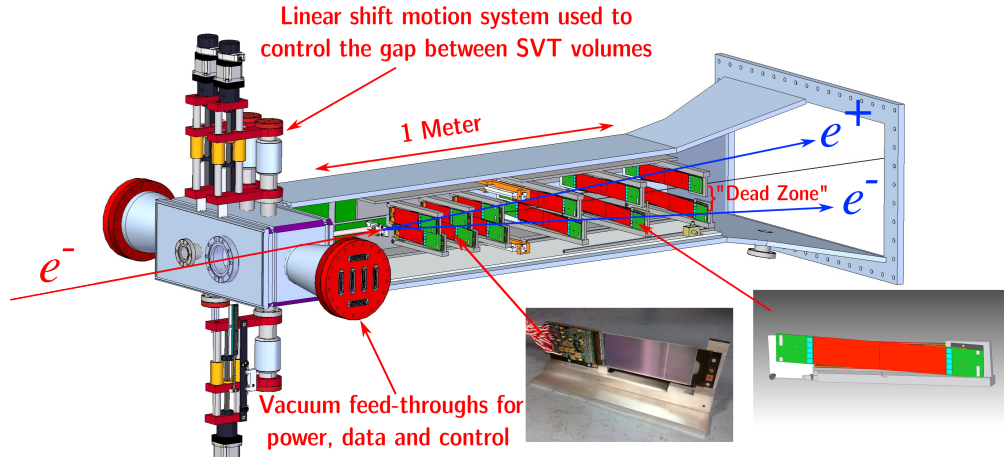 Linear shift motion system used to
control the gap between SVT volumes
1 Meter
e+
"Dead Zone"
e-
e-
Vacuum feed-throughs for
power, data and control